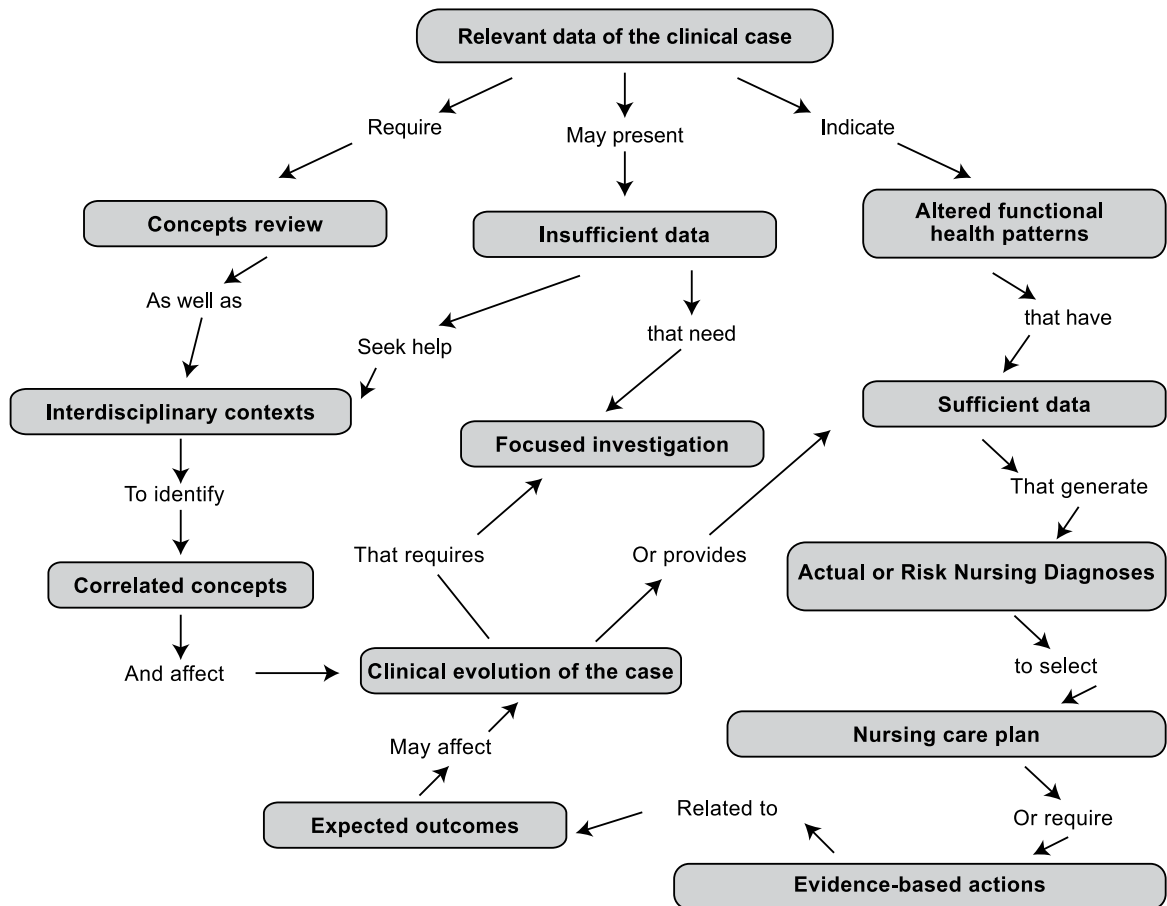 Relevant data of the clinical case
Require
May present
Indicate
Concepts review
Insufficient data
Altered functional
health patterns
As well as
Seek help
that need
that have
Interdisciplinary contexts
Focused investigation
Sufficient data
To identify
That requires
Or provides
That generate
Correlated concepts
Actual or Risk Nursing Diagnoses
And affect
Clinical evolution of the case
to select
May affect
Nursing care plan
Expected outcomes
Related to
Or require
Evidence-based actions